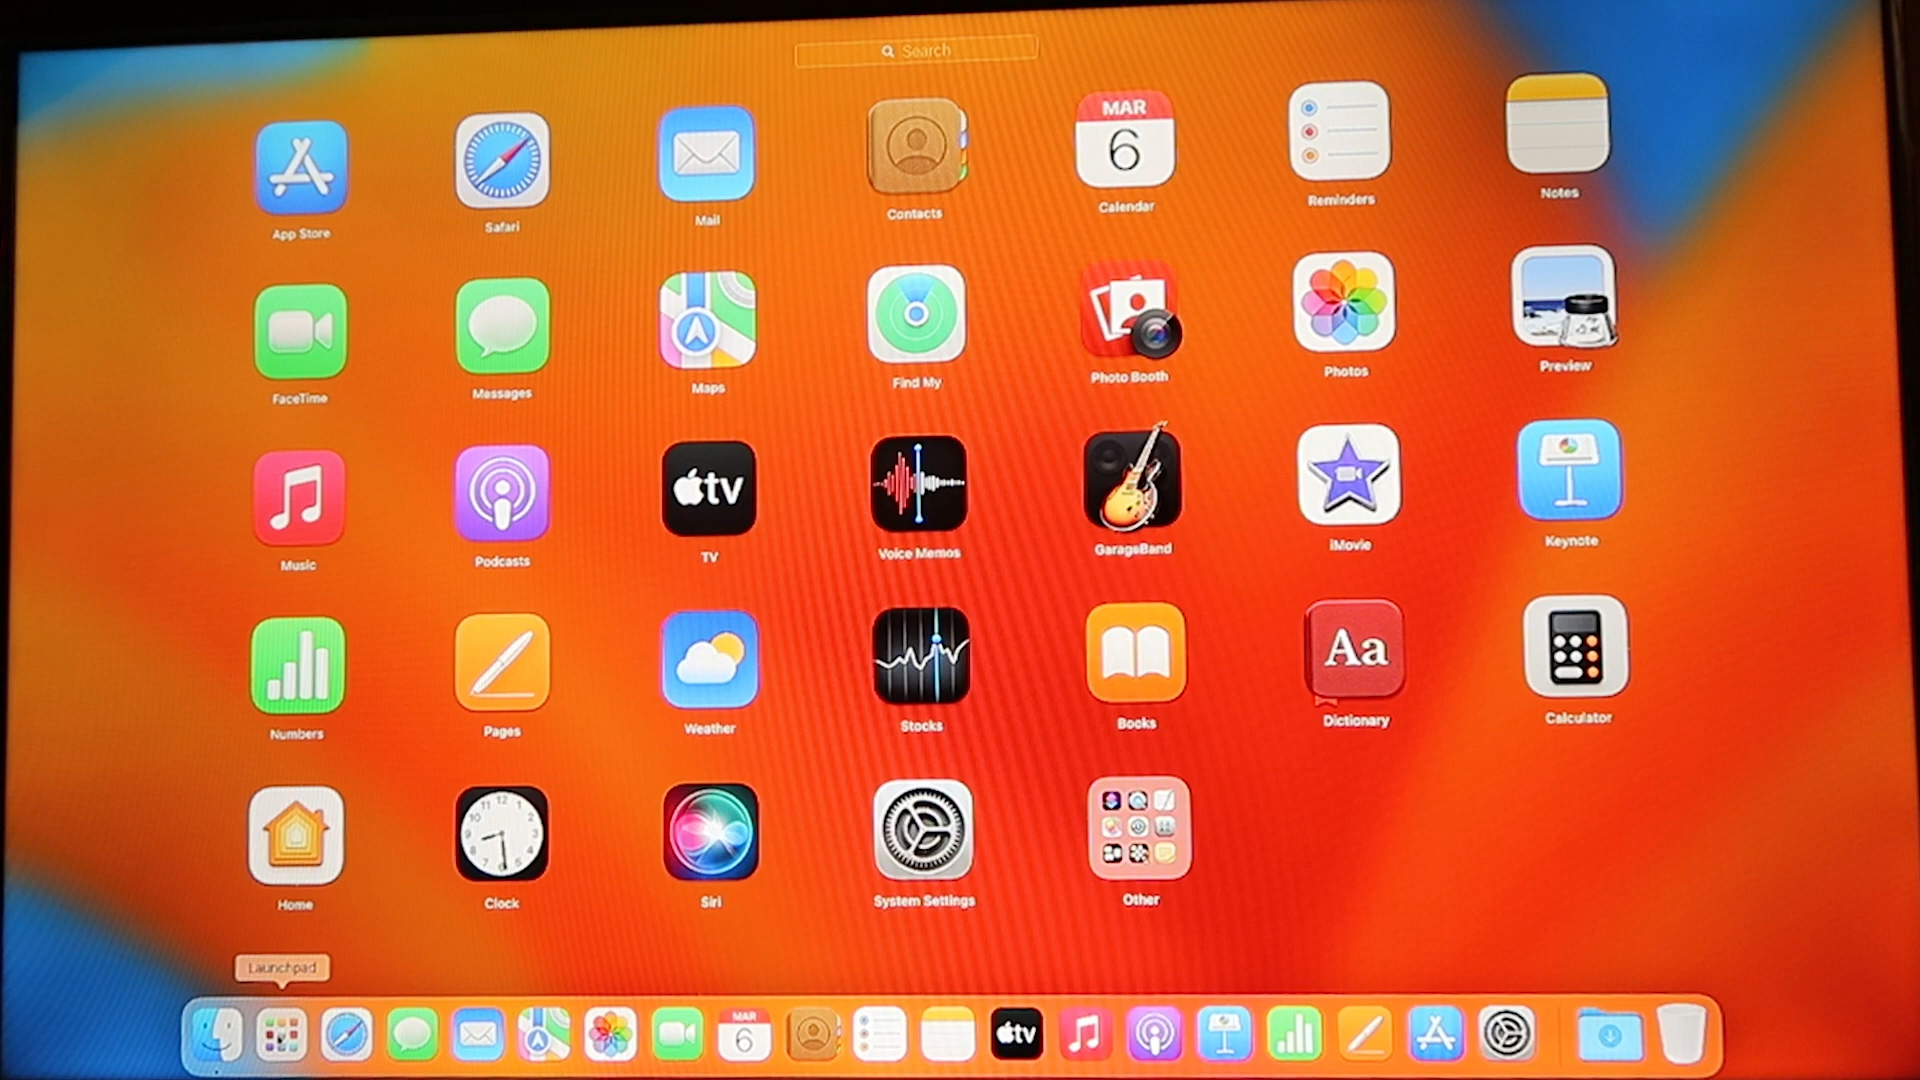 Search
App Store
Safari
Mail
Contacts
MAR
6
Calendar
Reminders
Notes
FaceTime
Messages
Maps
Find My
Photo Booth
Photos
Preview
Music
Podcasts
tv
TV
Voice Memos
GarageBand
iMovie
Keynote
Numbers
Pages
Weather
Stocks
Books
Aa
Dictionary
Calculator
Home
Clock
Siri
System Settings
Other
Launchpad
MAR
6
tv